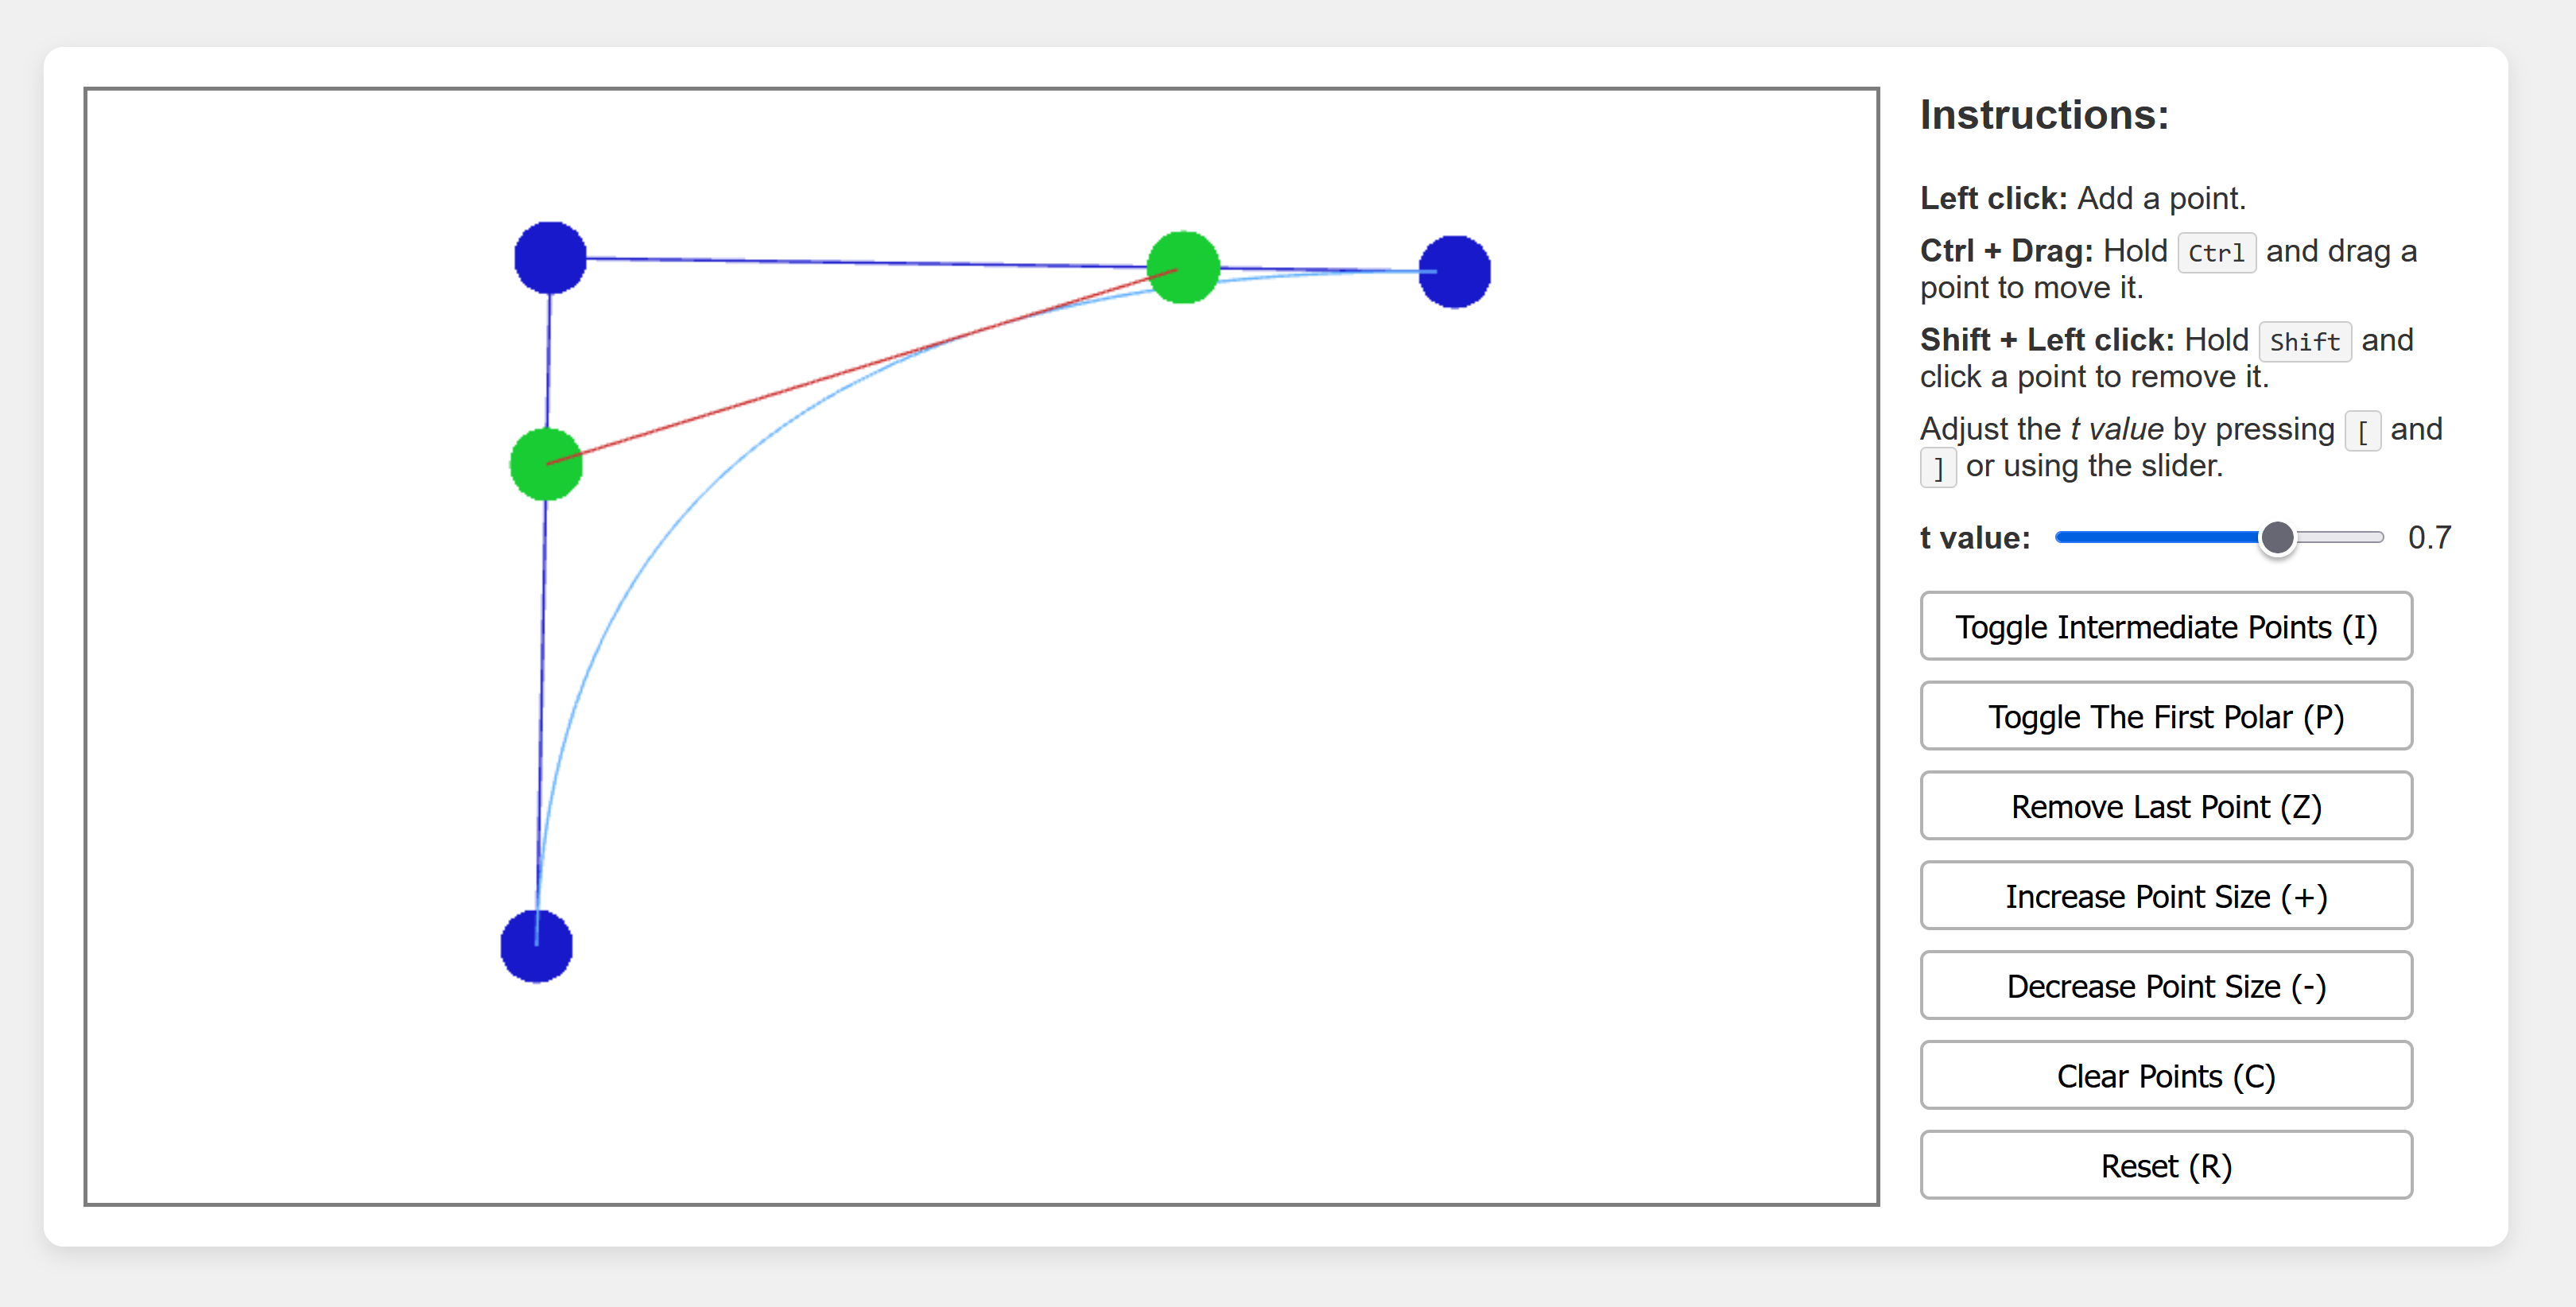 Instructions:
Left click: Add a point.
Ctrl + Drag: Hold Ctrl and drag a
point to move it.
Shift + Left click: Hold Shift and
click a point to remove it.
Adjust the t value by pressing [ and
] or using the slider.
t value: 0.7
Toggle Intermediate Points (I)
Toggle The First Polar (P)
Remove Last Point (Z)
Increase Point Size (+)
Decrease Point Size (-)
Clear Points (C)
Reset (R)